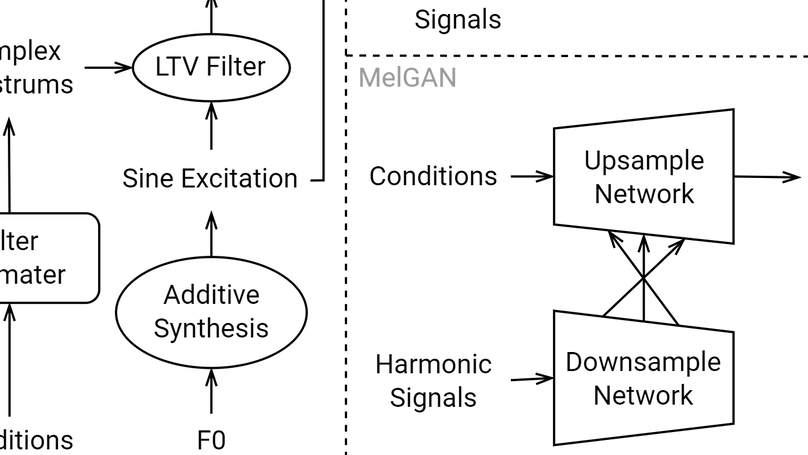 Signals
mplex
strums
LTV Filter
MelGAN
Sine Excitation
Conditions
Upsample
Network
lter
mater
Additive
Synthesis
Harmonic
Signals
Downsample
Network
ditions
F0